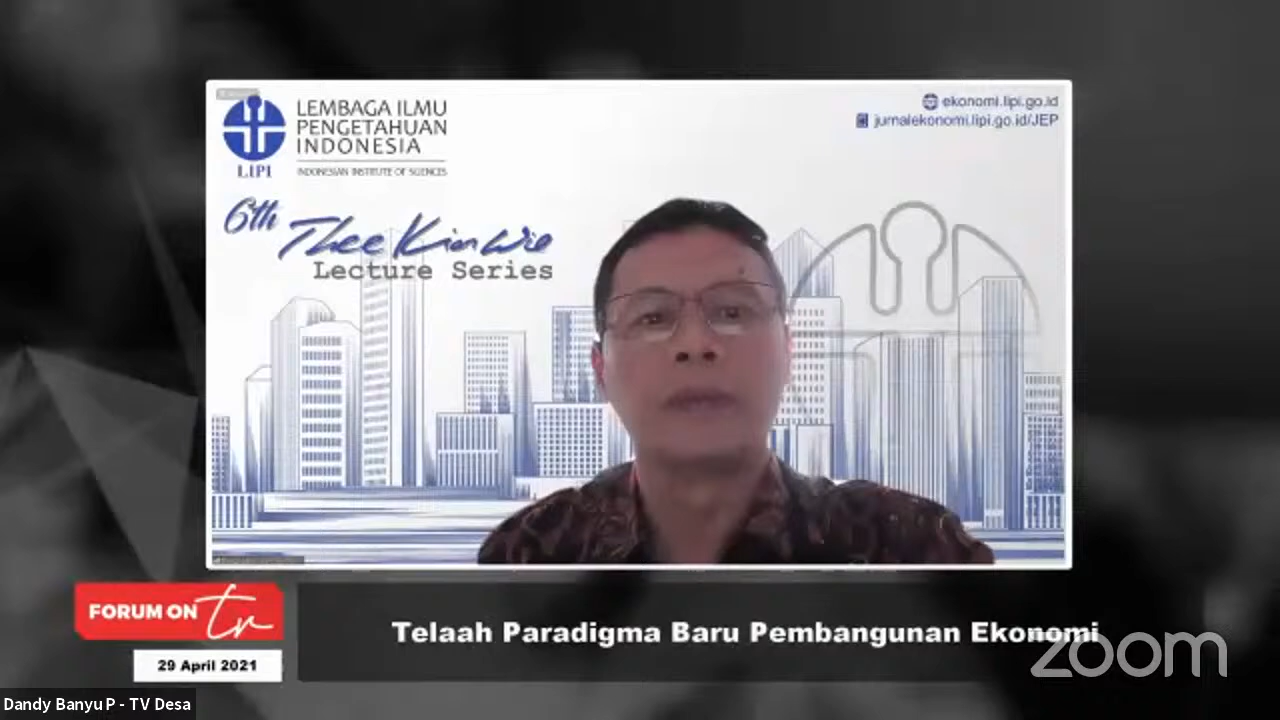 LEMBAGA ILMU
PENGETAHUAN
INDONESIA
LIPI
INDONESIAN INSTITUTE OF SCIENCES
ekonomi.lipi.go.id
jurnalekonomi.lipi.go.id/JEP
6th Thee Kian Wie
Lecture Series
FORUM ON tr
29 April 2021
Telaah Paradigma Baru Pembangunan Ekonomi
zoom
Dandy Banyu P - TV Desa